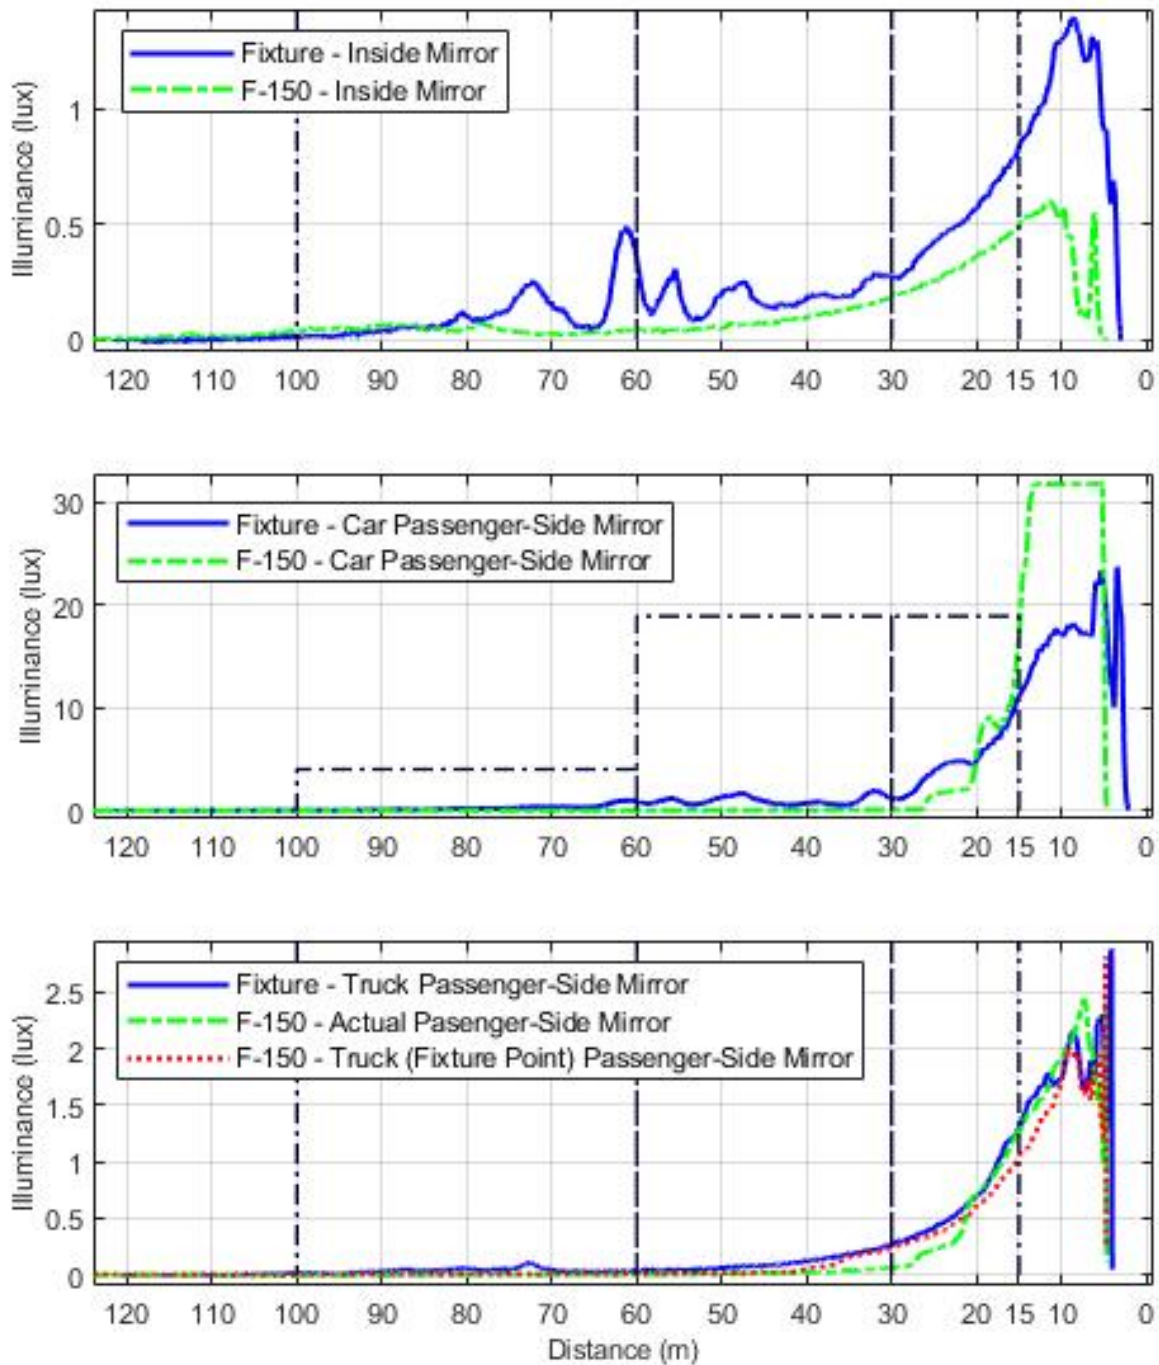 Fixture - Inside Mirror
F-150 - Inside Mirror
Illuminance (lux)
1
0.5
0
120 110 100 90 80 70 60 50 40 30 20 15 10 0
Fixture - Car Passenger-Side Mirror
F-150 - Car Passenger-Side Mirror
Illuminance (lux)
30
20
10
0
120 110 100 90 80 70 60 50 40 30 20 15 10 0
Fixture - Truck Passenger-Side Mirror
F-150 - Actual Pasenger-Side Mirror
F-150 - Truck (Fixture Point) Passenger-Side Mirror
Illuminance (lux)
2.5
2
1.5
1
0.5
0
120 110 100 90 80 70 60 50 40 30 20 15 10 0
Distance (m)